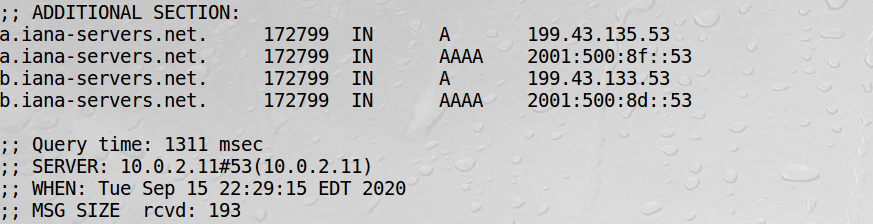 ;; ADDITIONAL SECTION:
a.iana-servers.net. 172799 IN A 199.43.135.53
a.iana-servers.net. 172799 IN AAAA 2001:500:8f::53
b.iana-servers.net. 172799 IN A 199.43.133.53
b.iana-servers.net. 172799 IN AAAA 2001:500:8d::53
;; Query time: 1311 msec
;; SERVER: 10.0.2.11#53(10.0.2.11)
;; WHEN: Tue Sep 15 22:29:15 EDT 2020
;; MSG SIZE rcvd: 193